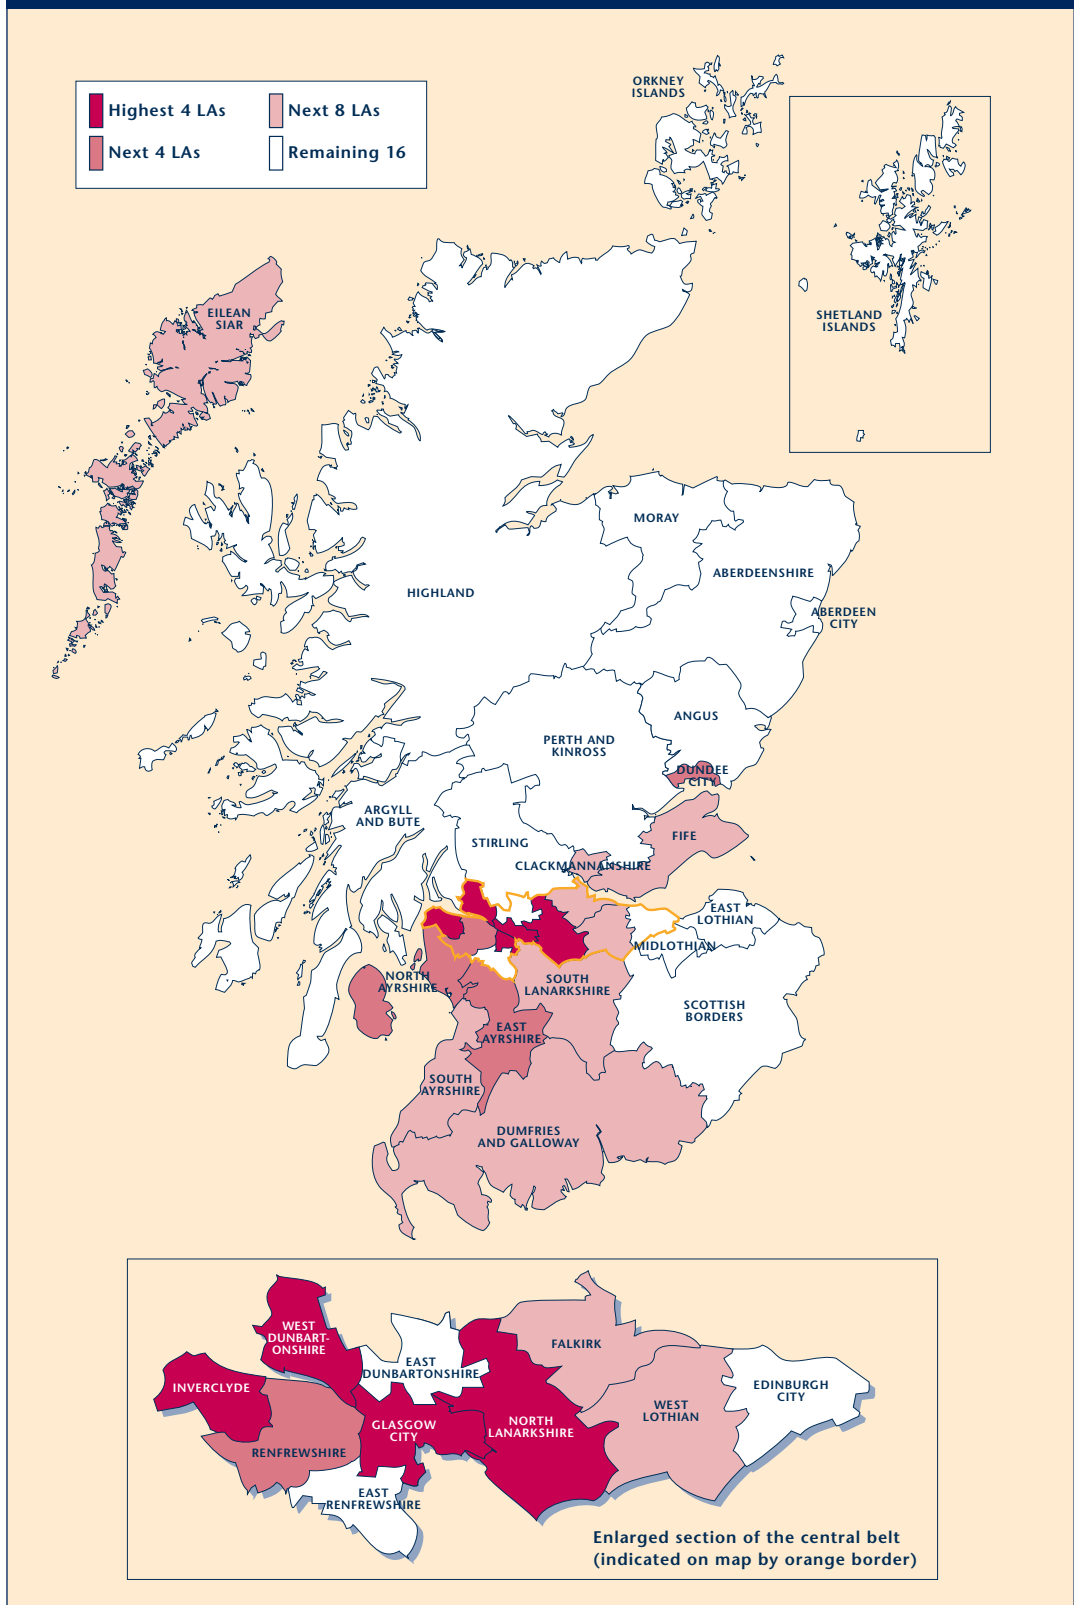 Highest 4 LAs
Next 8 LAs
Next 4 LAs
Remaining 16
ORKNEY
ISLANDS
SHETLAND
ISLANDS
EILEAN
SIAR
MORAY
ABERDEENSHIRE
HIGHLAND
ABERDEEN
CITY
ANGUS
PERTH AND
KINROSS
DUNDEE
CITY
ARGYLL
AND BUTE
FIFE
STIRLING
CLACKMANNANSHIRE
EAST
LOTHIAN
MIDLOTHIAN
NORTH
AYRSHIRE
SOUTH
LANARKSHIRE
SCOTTISH
BORDERS
EAST
AYRSHIRE
SOUTH
AYRSHIRE
DUMFRIES
AND GALLOWAY
WEST
DUNBART-
ONSHIRE
FALKIRK
EAST
DUNBARTONSHIRE
INVERCLYDE
EDINBURGH
CITY
WEST
LOTHIAN
GLASGOW
CITY
NORTH
LANARKSHIRE
RENFREWSHIRE
EAST
RENFREWSHIRE
Enlarged section of the central belt
(indicated on map by orange border)